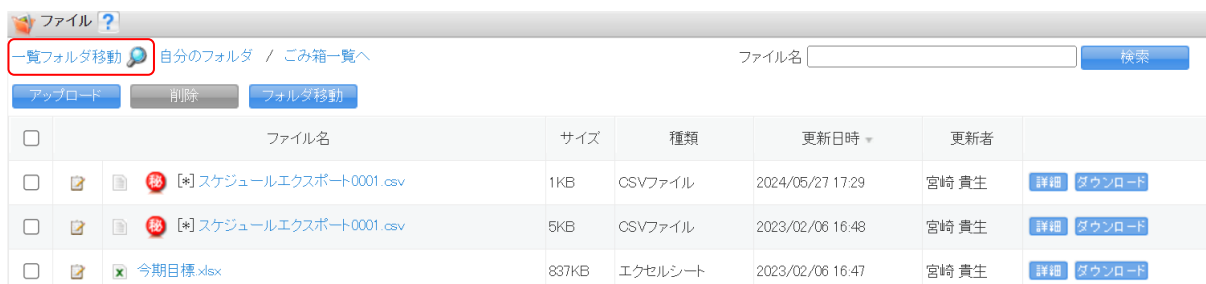 ファイル ?
一覧フォルダ移動 自分のフォルダ / ごみ箱一覧へ ファイル名 検索
アップロード 削除 フォルダ移動
ファイル名 サイズ 種類 更新日時 更新者
秘 [*]スケジュールエクスポート0001.csv 1KB CSVファイル 2024/05/27 17:29 宮崎 貴生 詳細 ダウンロード
秘 [*]スケジュールエクスポート0001.csv 5KB CSVファイル 2023/02/06 16:48 宮崎 貴生 詳細 ダウンロード
今期目標.xlsx 837KB エクセルシート 2023/02/06 16:47 宮崎 貴生 詳細 ダウンロード